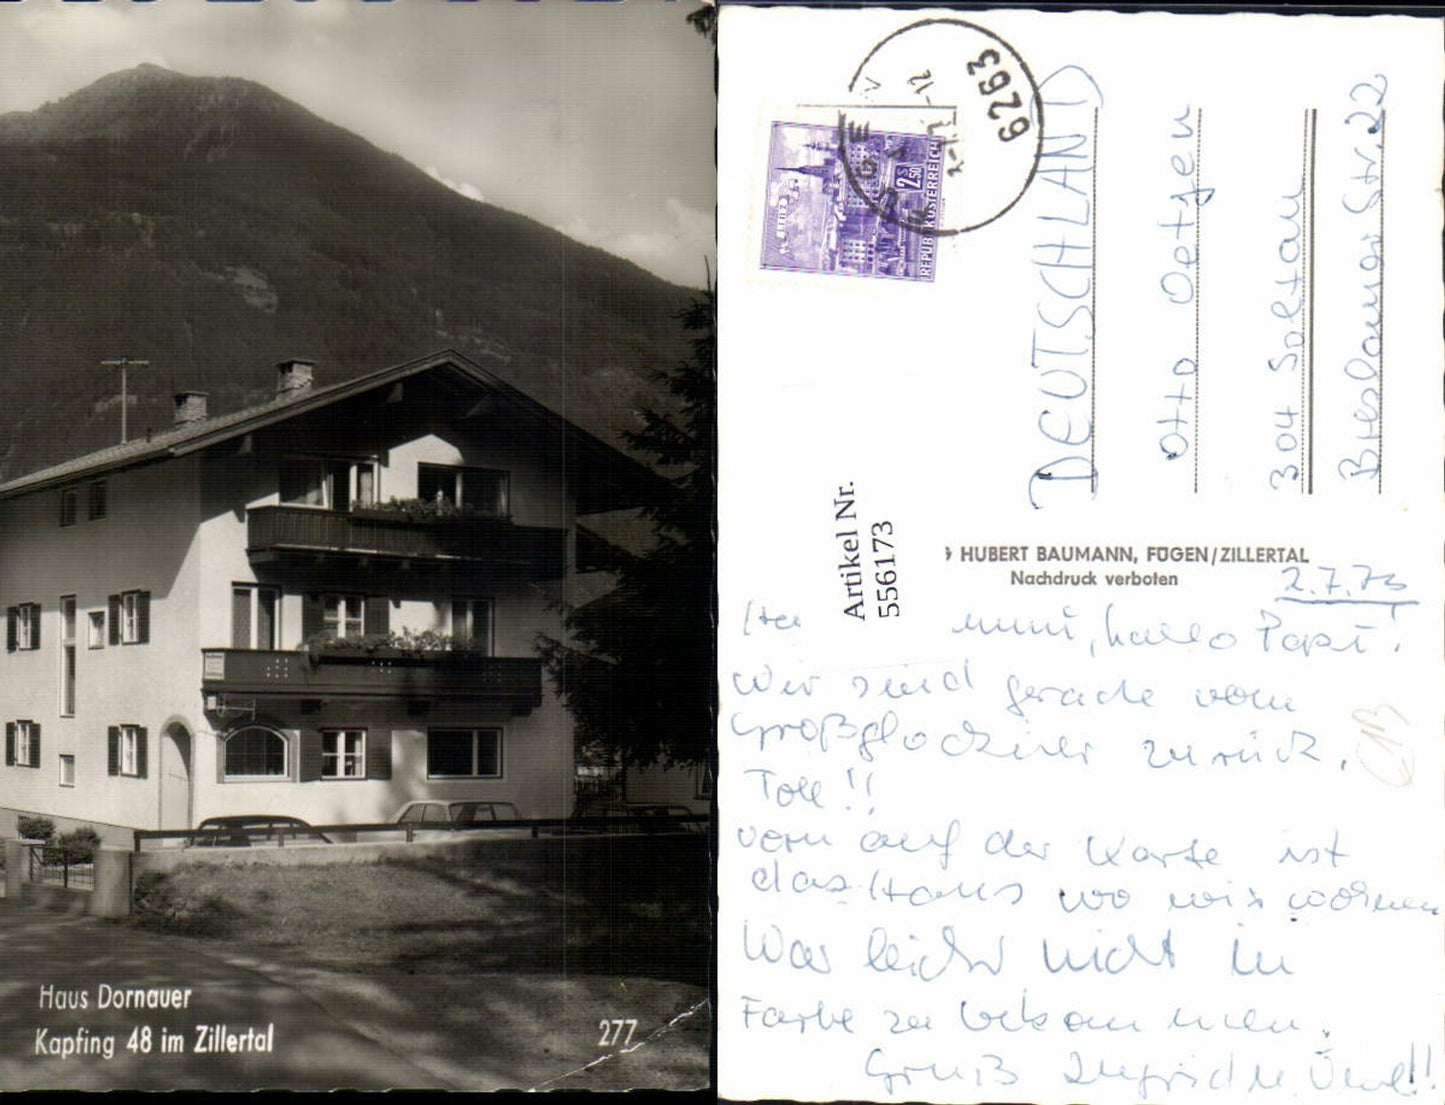 Haus Dornauer
Kapfing 48 im Zillertal
277
6263
LINZ
2 S 50
REPUBLIK ÖSTERREICH
DEUTSCHLAND
Otto Oetjen
304 Soltau
Breslauer Str. 22
Artikel Nr.
556173
HUBERT BAUMANN, FÜGEN/ZILLERTAL
Nachdruck verboten
2.7.73
hallo Papi!
Wir sind gerade vom
Großglockner zurück.
Toll!!
vorn auf der Karte ist
das Haus wo wir wohnen
War leider nicht in
Farbe zu bekommen.
Gruß Ingrid u.